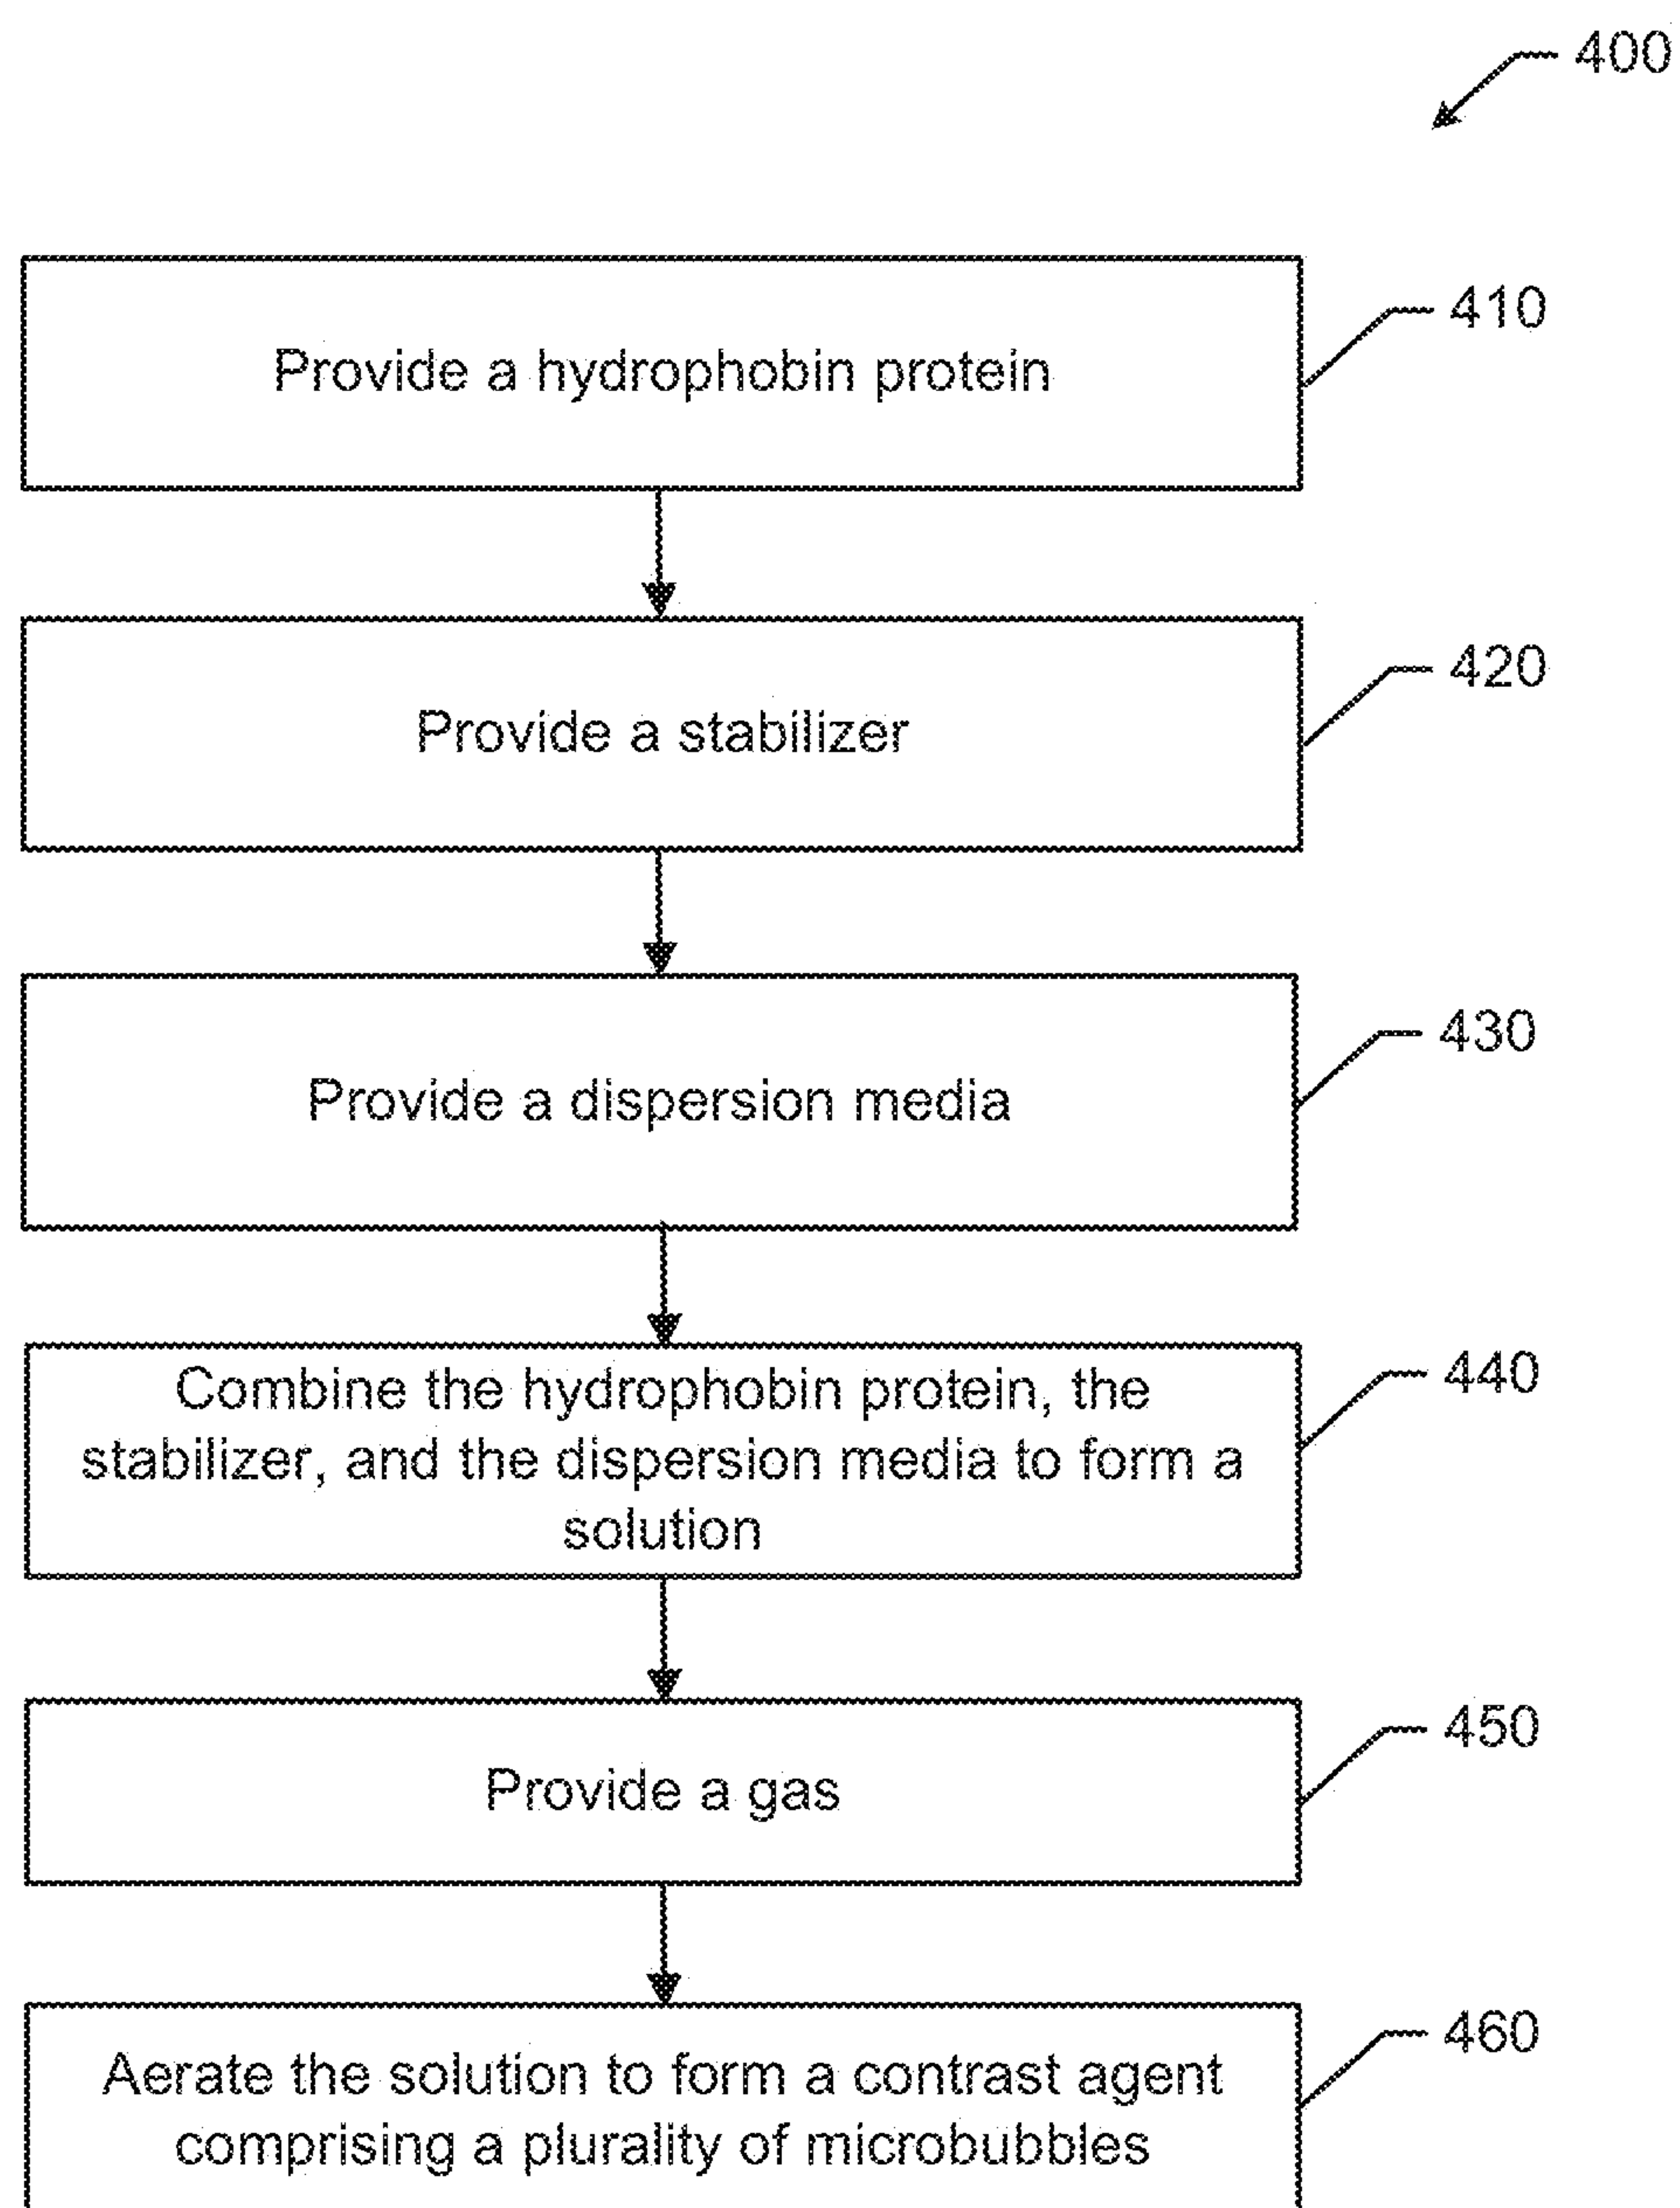 400
Provide a hydrophobin protein
410
Provide a stabilizer
420
Provide a dispersion media
430
Combine the hydrophobin protein, the
stabilizer, and the dispersion media to form a
solution
440
Provide a gas
450
Aerate the solution to form a contrast agent
comprising a plurality of microbubbles
460